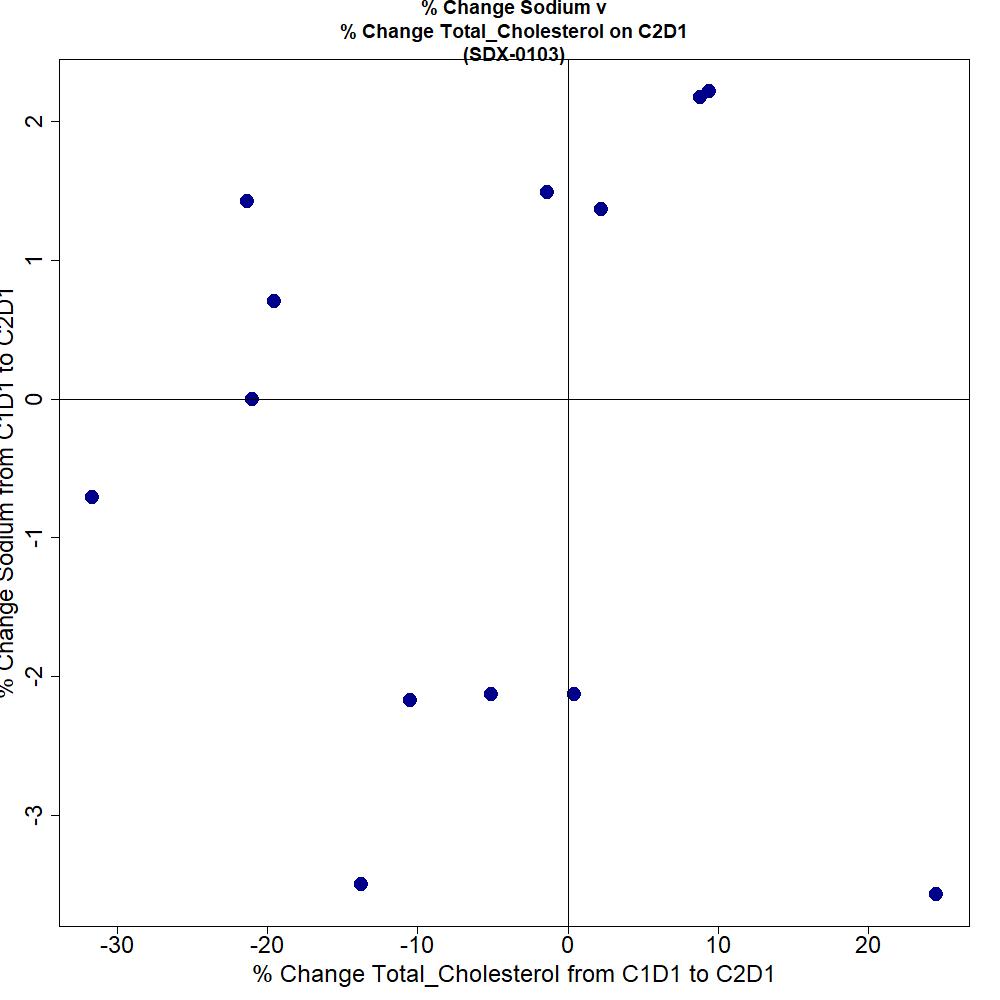 % Change Sodium v
% Change Total_Cholesterol on C2D1
(SDX-0103)
% Change Sodium from C1D1 to C2D1
2
1
0
-1
-2
-3
-30
-20
-10
0
10
20
% Change Total_Cholesterol from C1D1 to C2D1